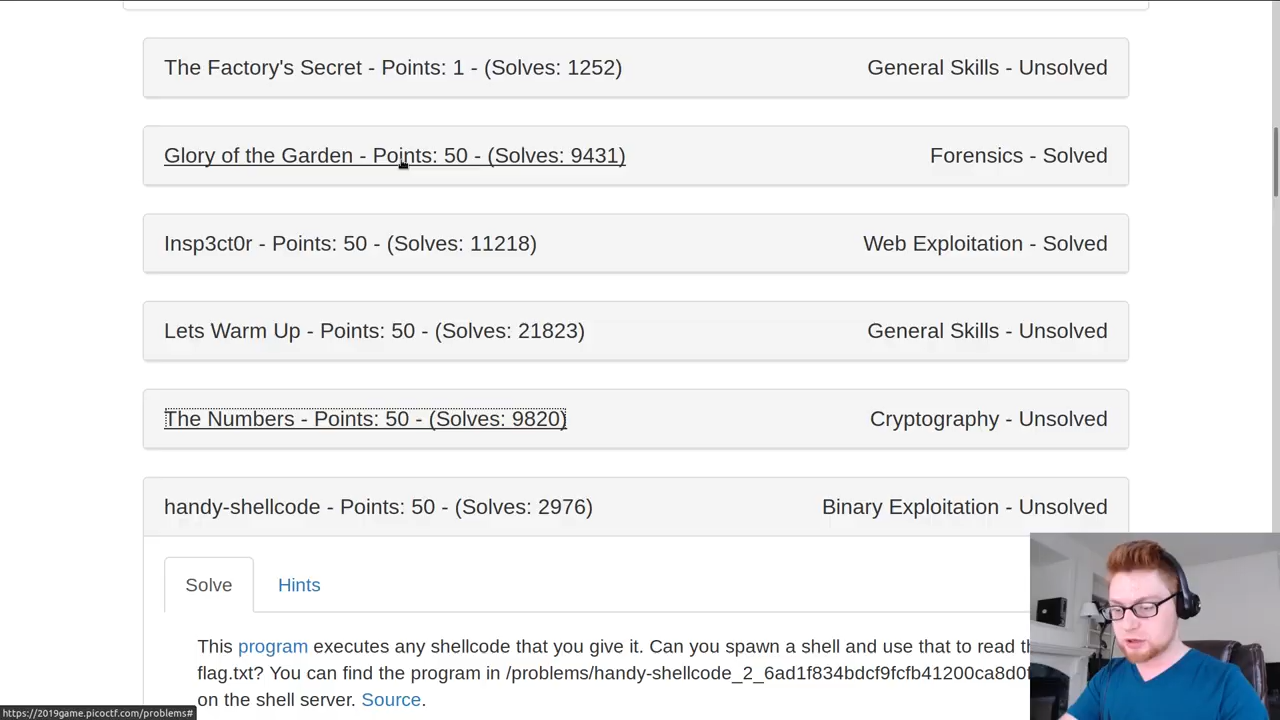 The Factory's Secret - Points: 1 - (Solves: 1252) General Skills - Unsolved
Glory of the Garden - Points: 50 - (Solves: 9431) Forensics - Solved
Insp3ct0r - Points: 50 - (Solves: 11218) Web Exploitation - Solved
Lets Warm Up - Points: 50 - (Solves: 21823) General Skills - Unsolved
The Numbers - Points: 50 - (Solves: 9820) Cryptography - Unsolved
handy-shellcode - Points: 50 - (Solves: 2976) Binary Exploitation - Unsolved
Solve Hints
This program executes any shellcode that you give it. Can you spawn a shell and use that to read
flag.txt? You can find the program in /problems/handy-shellcode_2_6ad1f834bdcf9fcfb41200ca8d0
on the shell server. Source.
https://2019game.picoctf.com/problems#